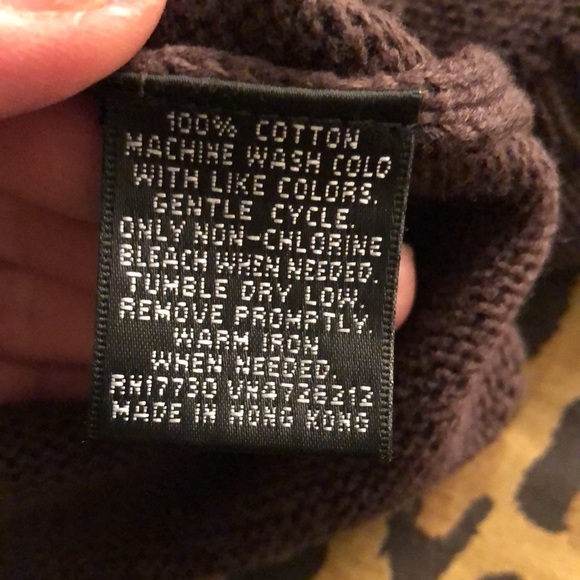 100% COTTON
MACHINE WASH COLD
WITH LIKE COLORS.
GENTLE CYCLE.
ONLY NON-CHLORINE
BLEACH WHEN NEEDED.
TUMBLE DRY LOW.
REMOVE PROMPTLY.
WARM IRON
WHEN NEEDED.
RN17730
MADE IN HONG KONG